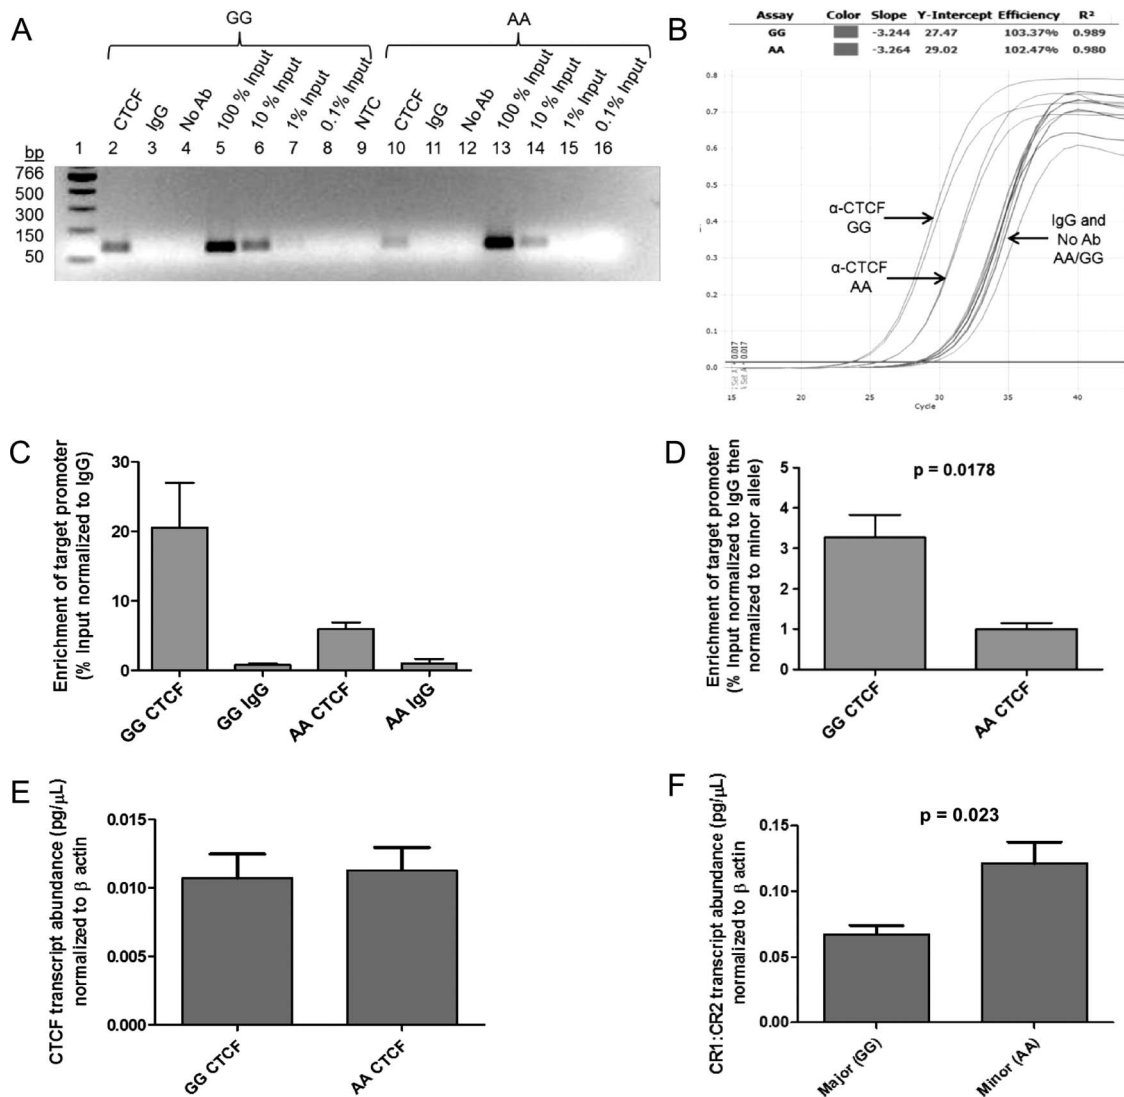 A
GG
AA
CTCF
IgG
No Ab
100 % Input
10 % Input
1% Input
0.1% Input
NTC
CTCF
IgG
No Ab
100 % Input
10 % Input
1% Input
0.1% Input
bp
1 2 3 4 5 6 7 8 9 10 11 12 13 14 15 16
766
500
300
150
50
B
Assay Color Slope Y-Intercept Efficiency R²
GG -3.244 27.47 103.37% 0.989
AA -3.264 29.02 102.47% 0.980
0.8
0.7
0.6
0.5
0.4
0.3
0.2
0.1
0.0
α-CTCF
GG
α-CTCF
AA
IgG and
No Ab
AA/GG
15 20 25 30 35 40
Cycle
C
Enrichment of target promoter
(% Input normalized to IgG)
30
20
10
0
GG CTCF
GG IgG
AA CTCF
AA IgG
D
p = 0.0178
Enrichment of target promoter
(% Input normalized to IgG then
normalized to minor allele)
5
4
3
2
1
0
GG CTCF
AA CTCF
E
CTCF transcript abundance (pg/µL)
normalized to β actin
0.015
0.010
0.005
0.000
GG CTCF
AA CTCF
F
p = 0.023
CR1:CR2 transcript abundance (pg/µL)
normalized to β actin
0.15
0.10
0.05
0.00
Major (GG)
Minor (AA)